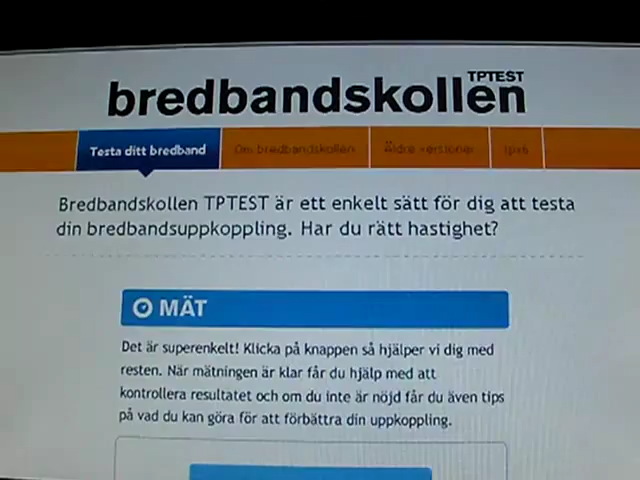 TPTEST
bredbandskollen
Testa ditt bredband Om bredbandskollen Äldre versioner Ipv6
Bredbandskollen TPTEST är ett enkelt sätt för dig att testa
din bredbandsuppkoppling. Har du rätt hastighet?
MÄT
Det är superenkelt! Klicka på knappen så hjälper vi dig med
resten. När mätningen är klar får du hjälp med att
kontrollera resultatet och om du inte är nöjd får du även tips
på vad du kan göra för att förbättra din uppkoppling.